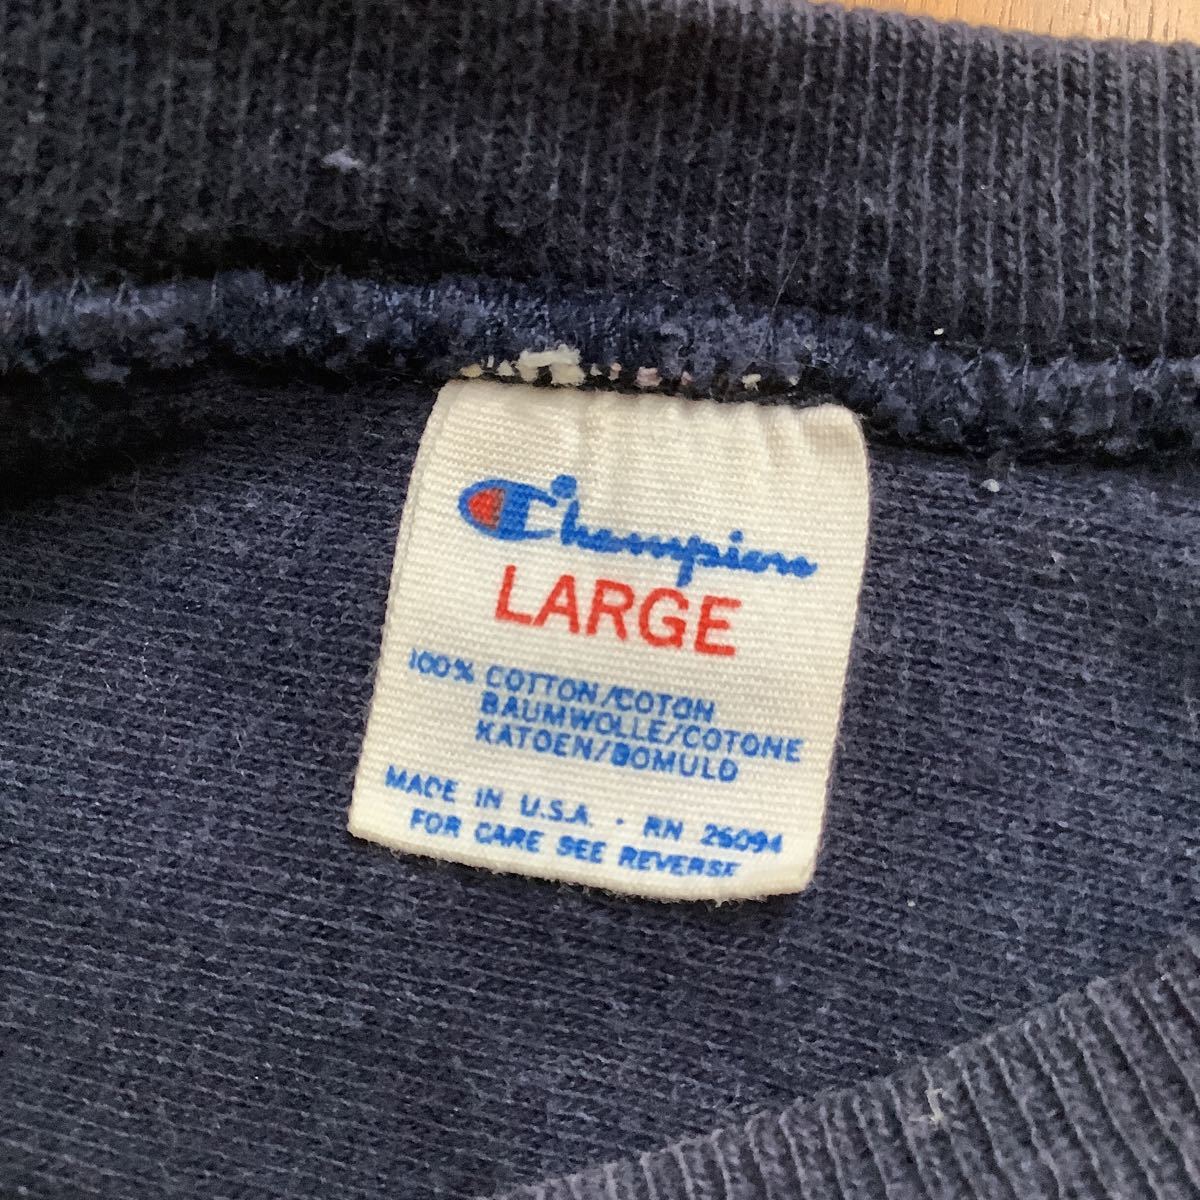 Champion
LARGE
100% COTTON/COTON
BAUMWOLLE/COTONE
KATOEN/BOMULD
MADE IN U.S.A. · RN 26094
FOR CARE SEE REVERSE